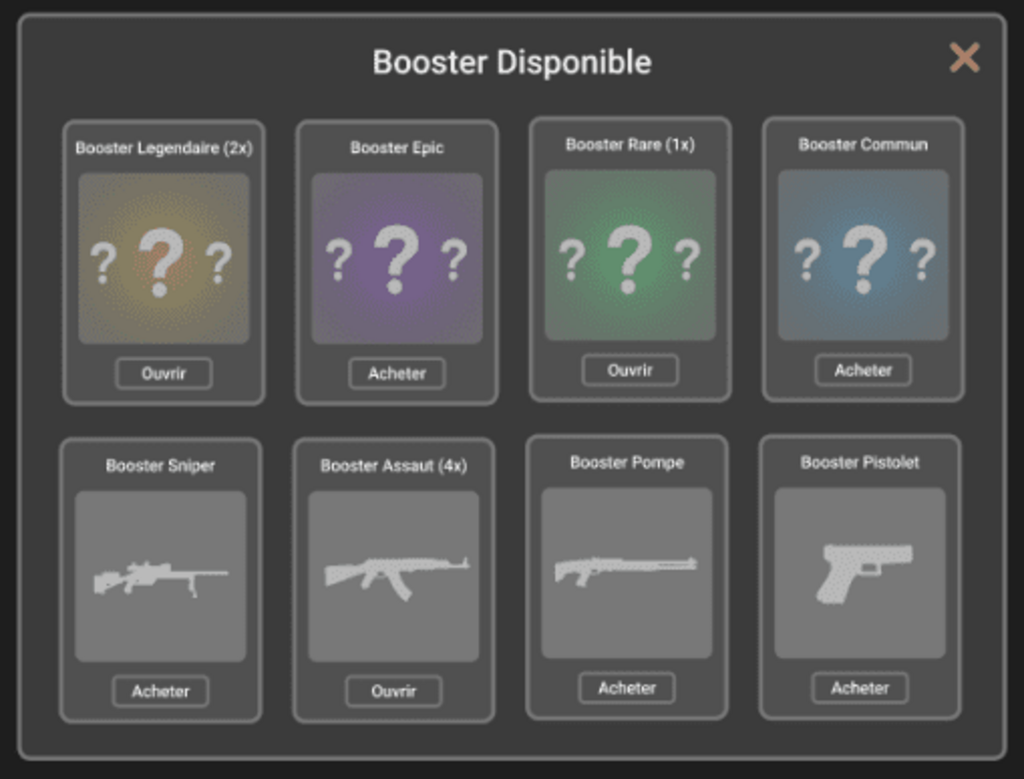 Booster Disponible
Booster Legendaire (2x)
Booster Epic
Booster Rare (1x)
Booster Commun
? ? ?
? ? ?
? ? ?
? ? ?
Ouvrir
Acheter
Ouvrir
Acheter
Booster Sniper
Booster Assaut (4x)
Booster Pompe
Booster Pistolet
Acheter
Ouvrir
Acheter
Acheter